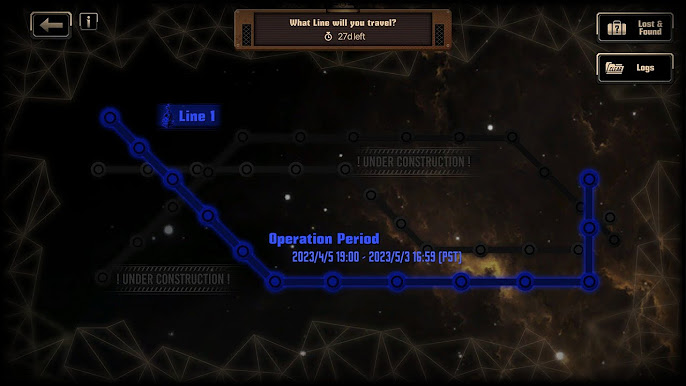 What Line will you travel?
27d left
Lost &
Found
Logs
Line 1
! UNDER CONSTRUCTION !
Operation Period
2023/4/5 19:00 - 2023/5/3 16:59 (PST)
! UNDER CONSTRUCTION !